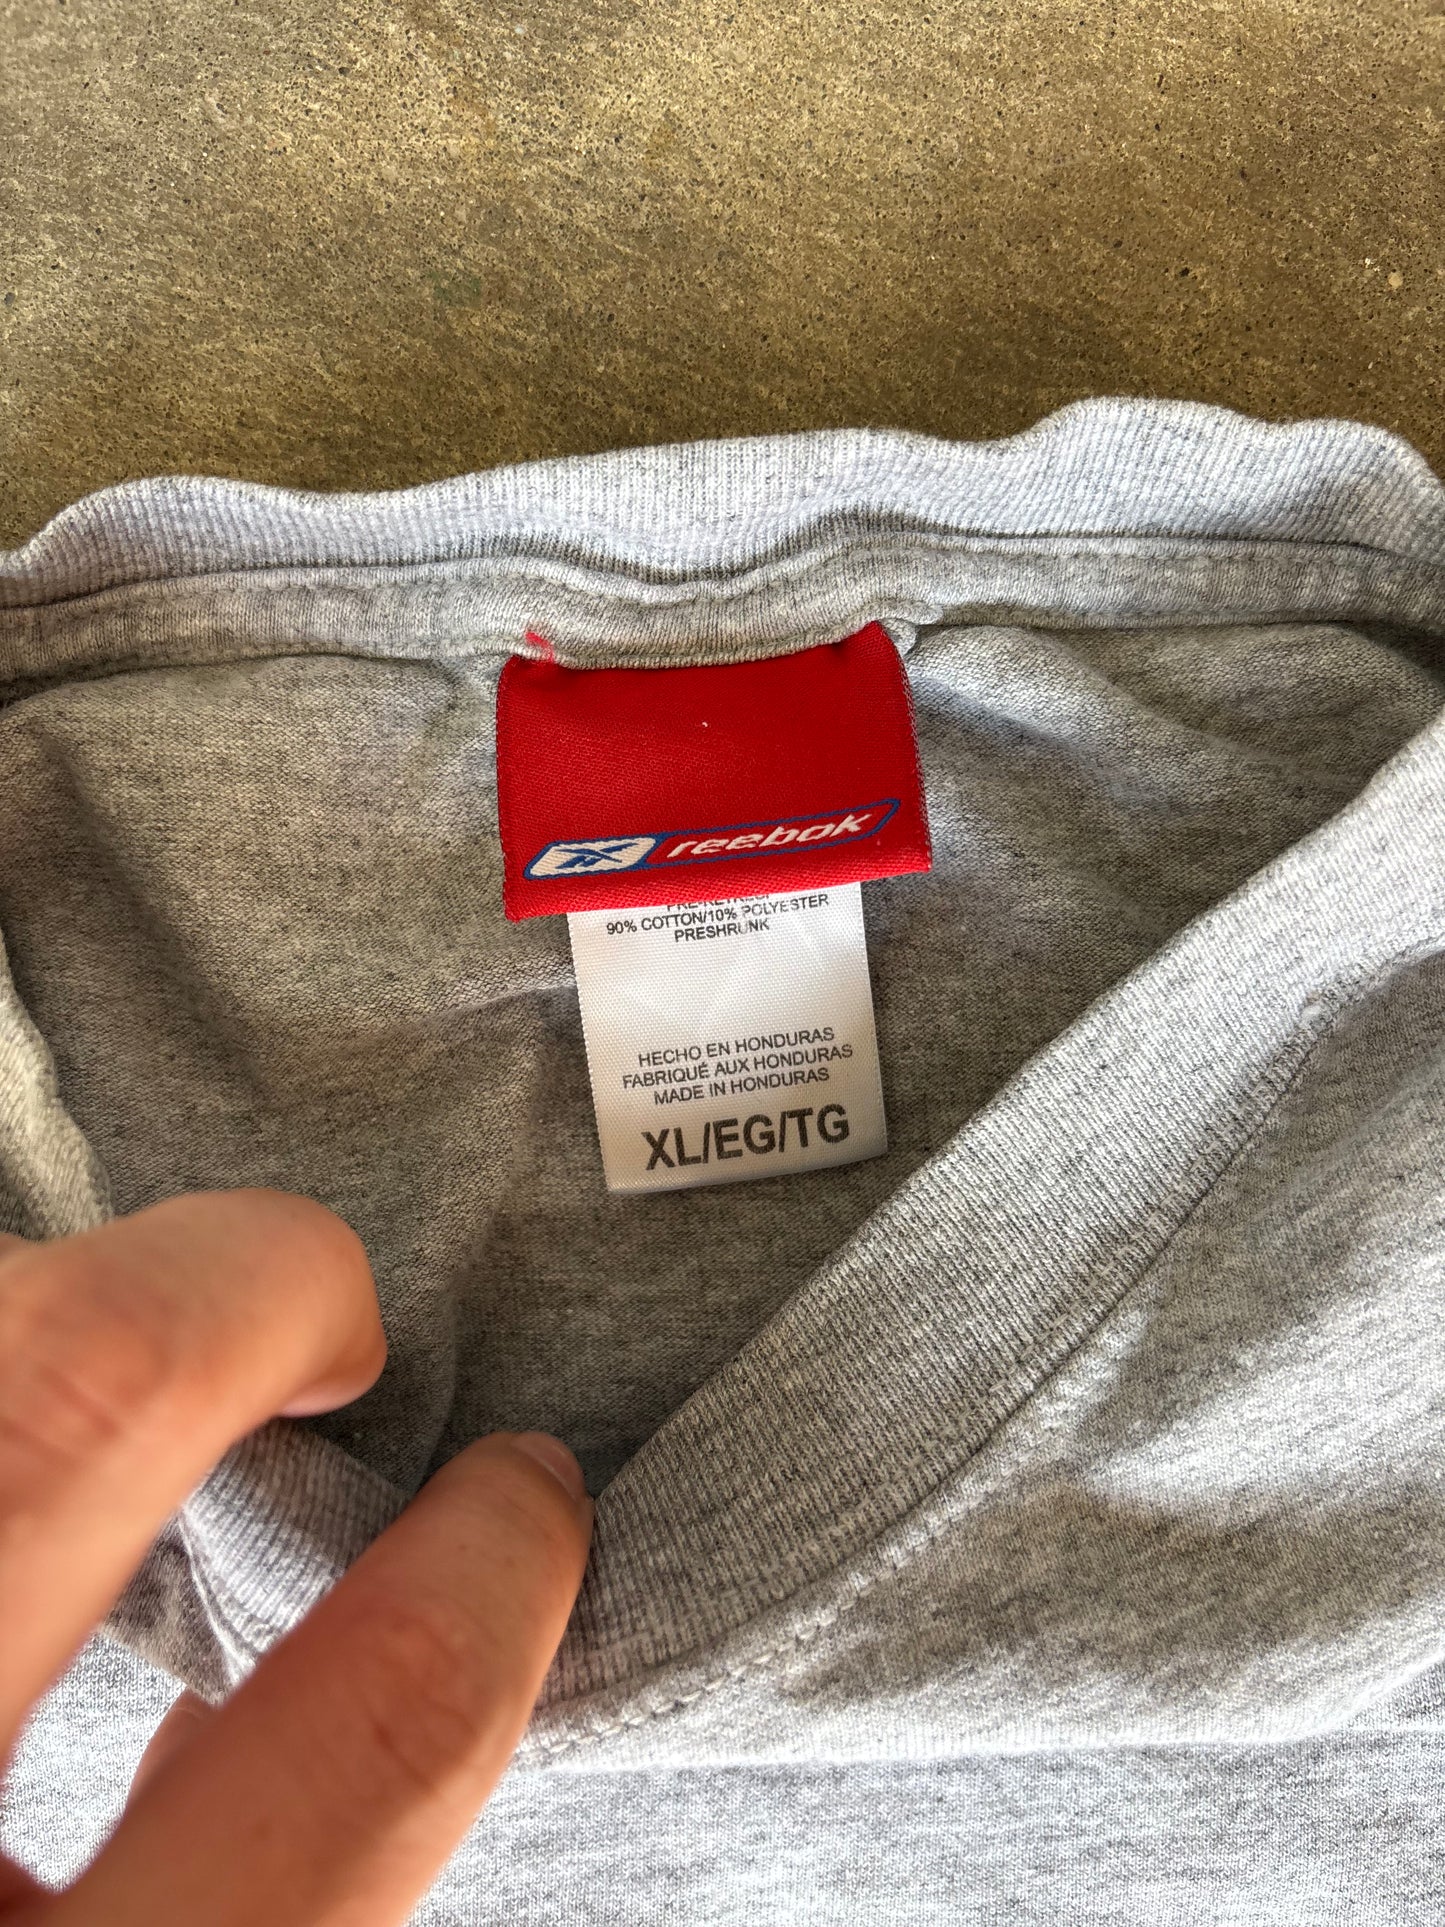 reebok
90% COTTON/10% POLYESTER
PRESHRUNK
HECHO EN HONDURAS
FABRIQUÉ AUX HONDURAS
MADE IN HONDURAS
XL/EG/TG